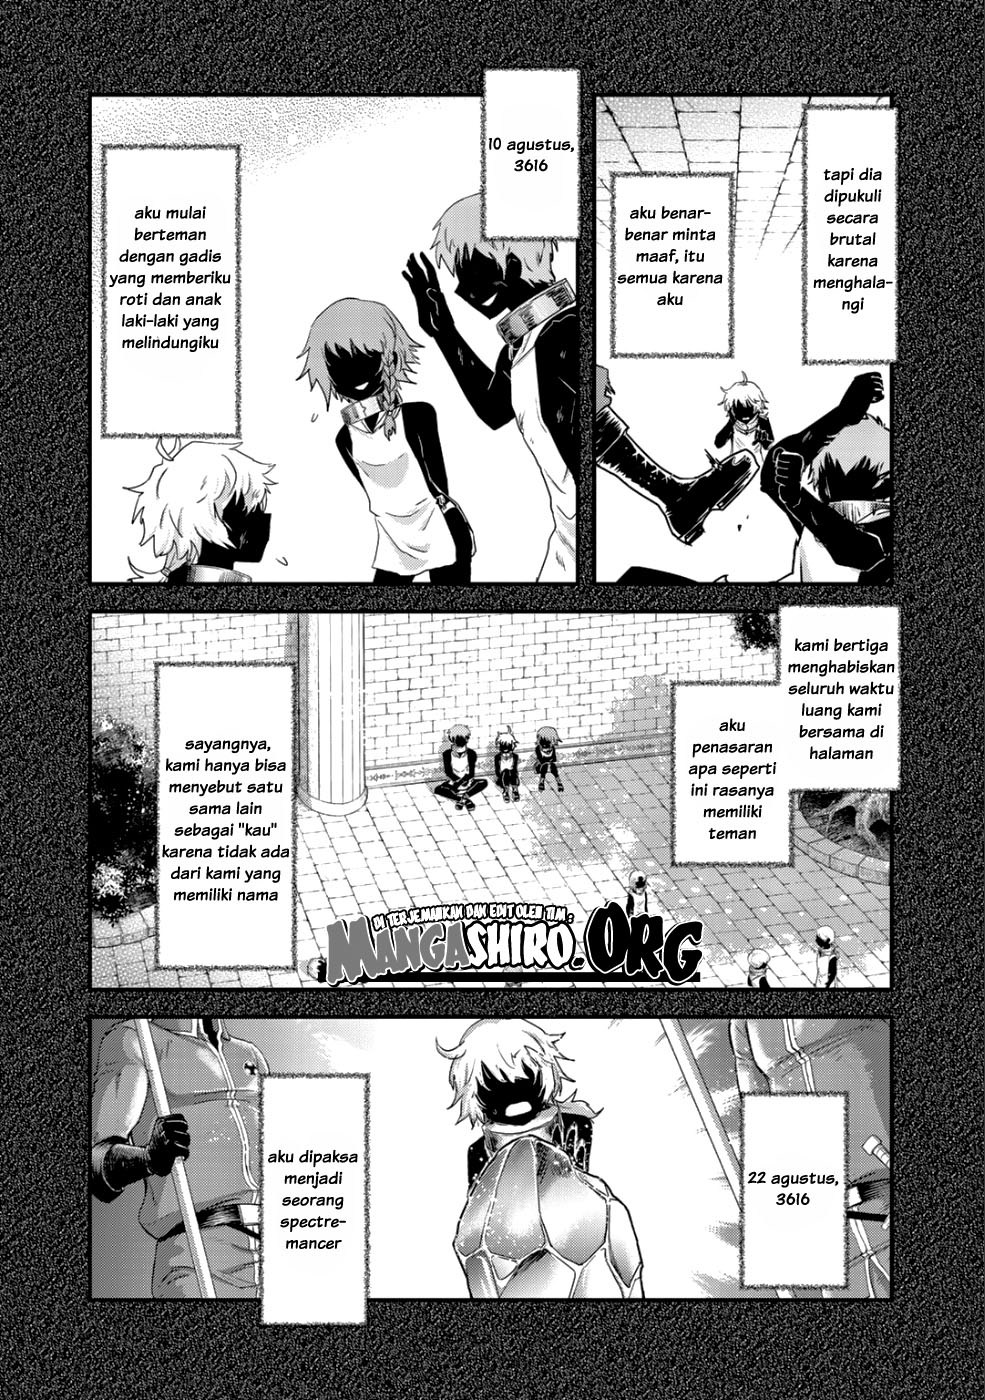 tapi dia
dipukuli
secara
brutal
karena
menghala-
ngi
aku benar-
benar minta
maaf, itu
semua karena
aku
10 agustus,
3616
aku mulai
berteman
dengan gadis
yang memberiku
roti dan anak
laki-laki yang
melindungiku
kami bertiga
menghabiskan
seluruh waktu
luang kami
bersama di
halaman
aku
penasaran
apa seperti
ini rasanya
memiliki
teman
sayangnya,
kami hanya bisa
menyebut satu
sama lain
sebagai "kau"
karena tidak ada
dari kami yang
memiliki nama
DI TERJEMAHKAN DAN EDIT OLEH TIM :
MANGASHIRO.ORG
22 agustus,
3616
aku dipaksa
menjadi
seorang
spectre-
mancer